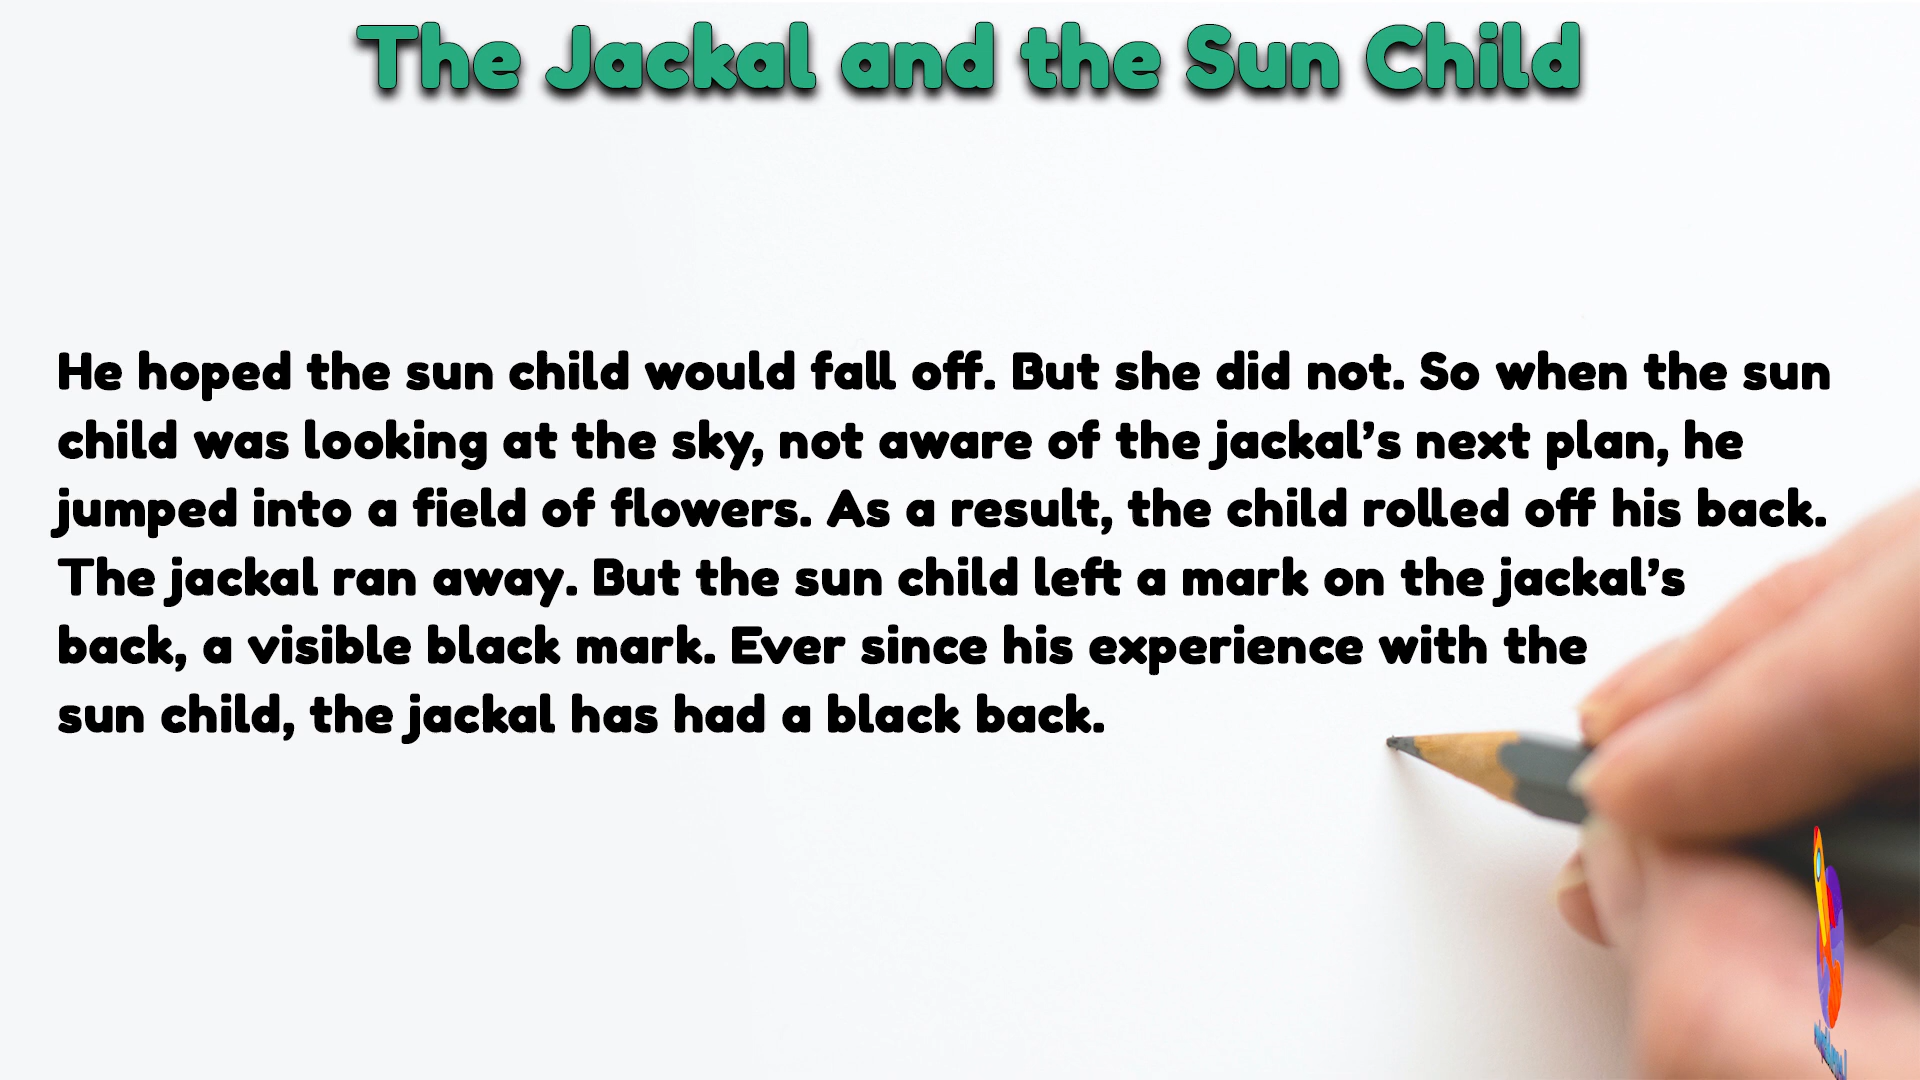 The Jackal and the Sun Child
He hoped the sun child would fall off. But she did not. So when the sun
child was looking at the sky, not aware of the jackal’s next plan, he
jumped into a field of flowers. As a result, the child rolled off his back.
The jackal ran away. But the sun child left a mark on the jackal’s
back, a visible black mark. Ever since his experience with the
sun child, the jackal has had a black back.